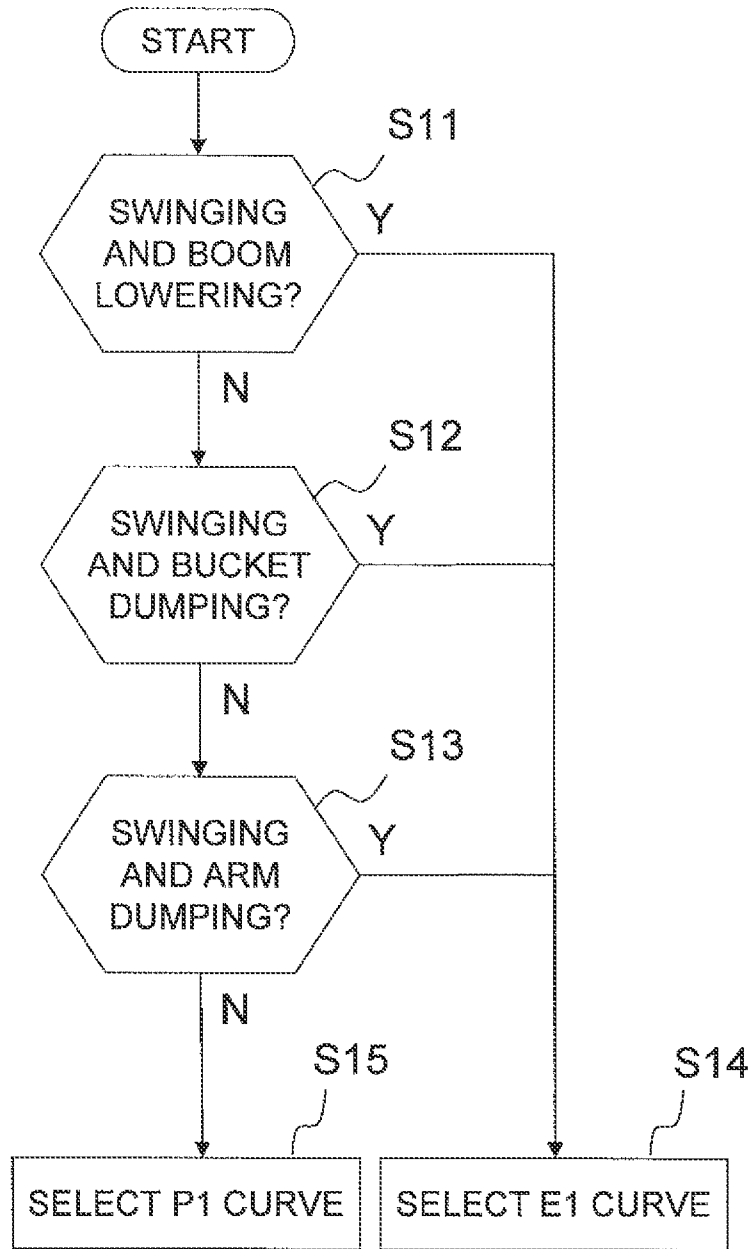 START
S11
SWINGING
AND BOOM
LOWERING?
Y
N
S12
SWINGING
AND BUCKET
DUMPING?
Y
N
S13
SWINGING
AND ARM
DUMPING?
Y
N
S15
S14
SELECT P1 CURVE
SELECT E1 CURVE